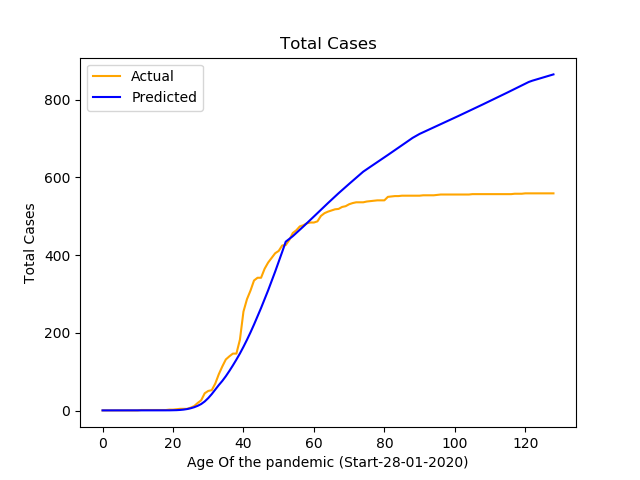 Total Cases
Actual
Predicted
Total Cases
800
600
400
200
0
0 20 40 60 80 100 120
Age Of the pandemic (Start-28-01-2020)